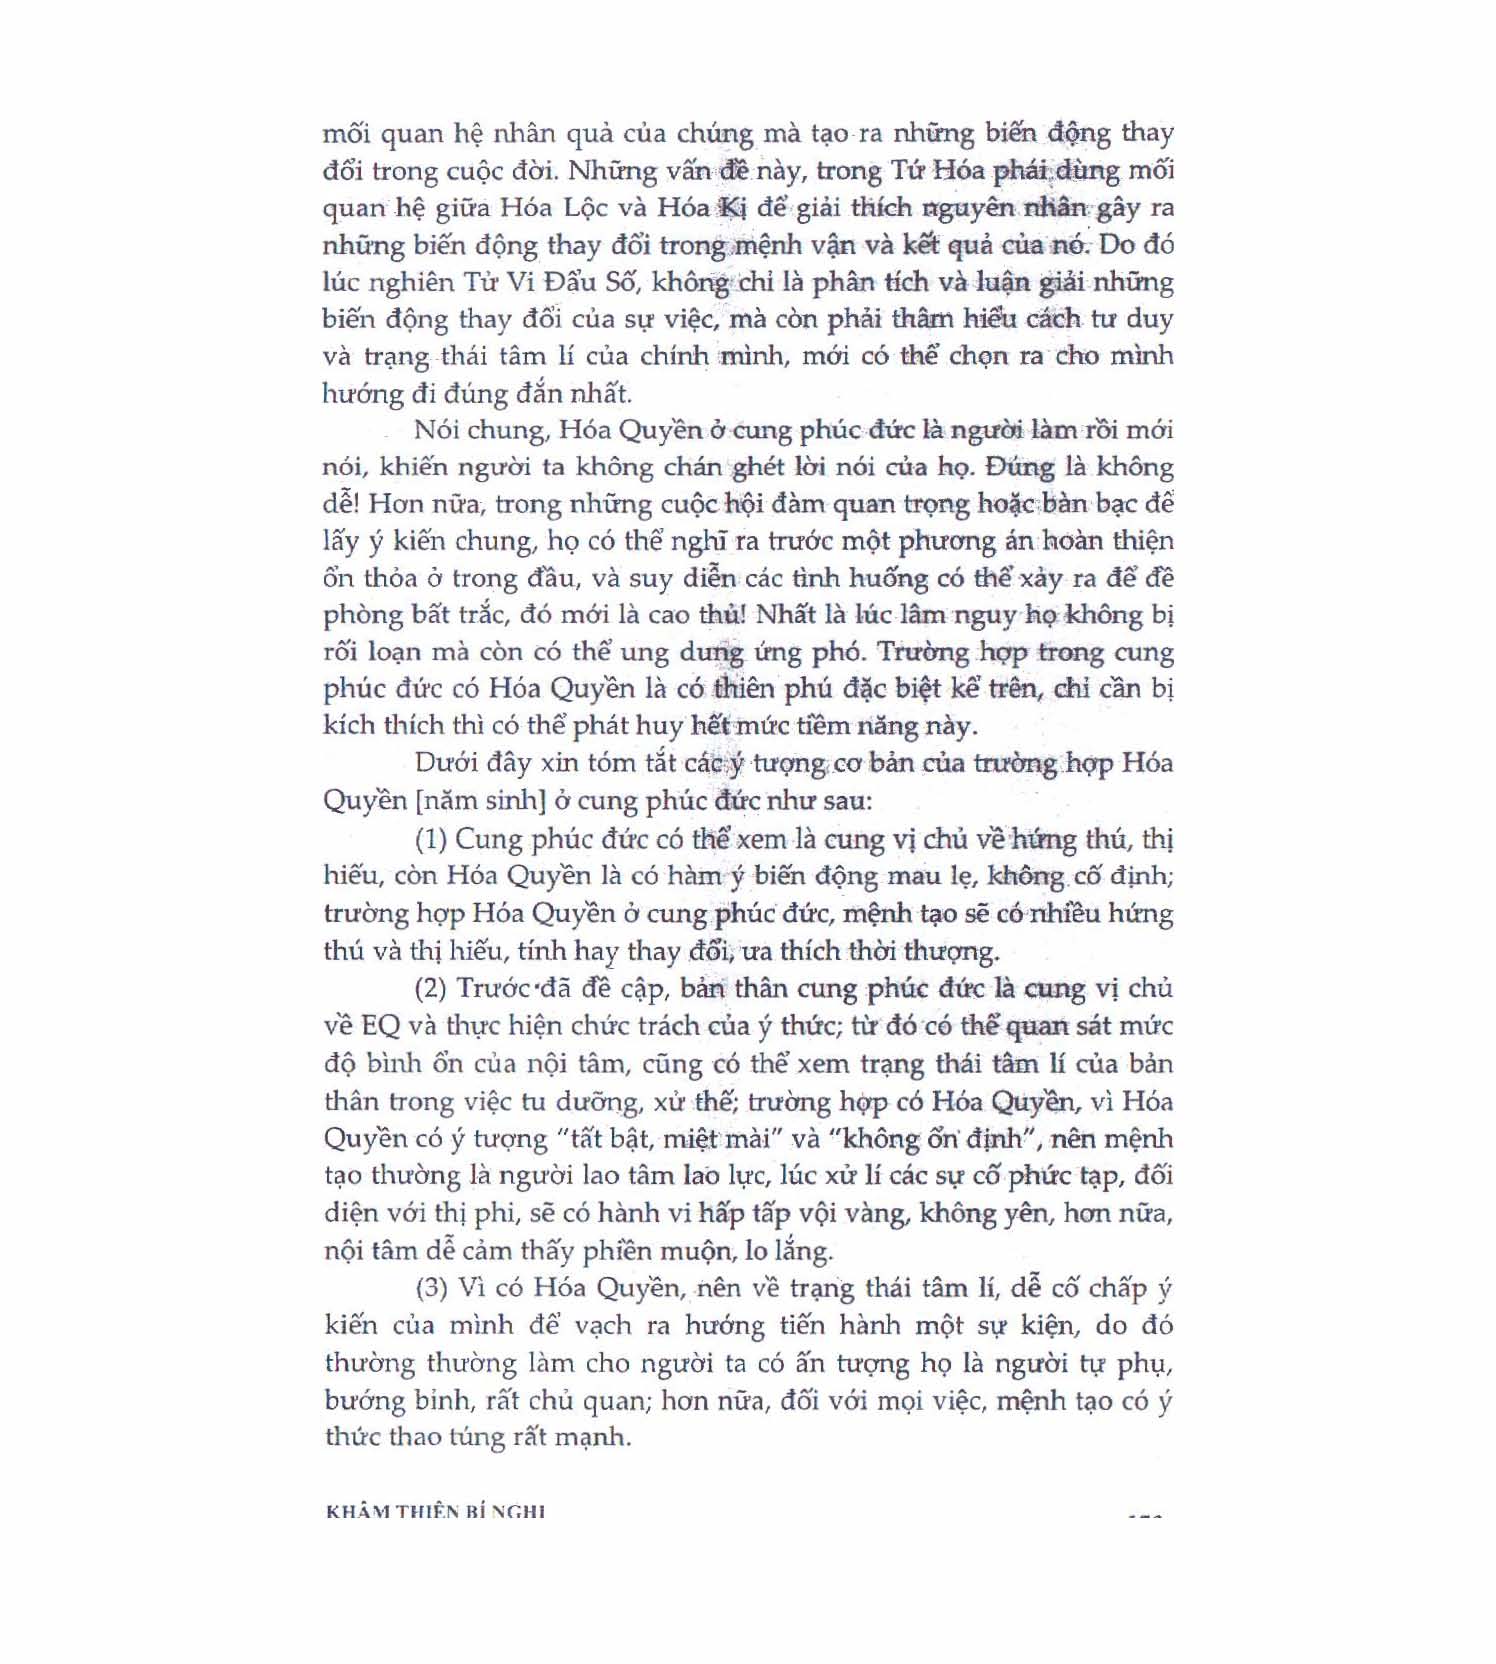 mối quan hệ nhân quả của chúng mà tạo ra những biến động thay
đổi trong cuộc đời. Những vấn đề này, trong Tứ Hóa phái dùng mối
quan hệ giữa Hóa Lộc và Hóa Kị để giải thích nguyên nhân gây ra
những biến động thay đổi trong mệnh vận và kết quả của nó. Do đó
lúc nghiên Tử Vi Đẩu Số, không chỉ là phân tích và luận giải những
biến động thay đổi của sự việc, mà còn phải thâm hiểu cách tư duy
và trạng thái tâm lí của chính mình, mới có thể chọn ra cho mình
hướng đi đúng đắn nhất.
Nói chung, Hóa Quyền ở cung phúc đức là người làm rồi mới
nói, khiến người ta không chán ghét lời nói của họ. Đúng là không
dễ! Hơn nữa, trong những cuộc hội đàm quan trọng hoặc bàn bạc để
lấy ý kiến chung, họ có thể nghĩ ra trước một phương án hoàn thiện
ổn thỏa ở trong đầu, và suy diễn các tình huống có thể xảy ra để đề
phòng bất trắc, đó mới là cao thủ! Nhất là lúc lâm nguy họ không bị
rối loạn mà còn có thể ung dung ứng phó. Trường hợp trong cung
phúc đức có Hóa Quyền là có thiên phú đặc biệt kể trên, chỉ cần bị
kích thích thì có thể phát huy hết mức tiềm năng này.
Dưới đây xin tóm tắt các ý tượng cơ bản của trường hợp Hóa
Quyền [năm sinh] ở cung phúc đức như sau:
(1) Cung phúc đức có thể xem là cung vị chủ về hứng thú, thị
hiếu, còn Hóa Quyền là có hàm ý biến động mau lẹ, không cố định;
trường hợp Hóa Quyền ở cung phúc đức, mệnh tạo sẽ có nhiều hứng
thú và thị hiếu, tính hay thay đổi, ưa thích thời thượng.
(2) Trước đã đề cập, bản thân cung phúc đức là cung vị chủ
về EQ và thực hiện chức trách của ý thức; từ đó có thể quan sát mức
độ bình ổn của nội tâm, cũng có thể xem trạng thái tâm lí của bản
thân trong việc tu dưỡng, xử thế; trường hợp có Hóa Quyền, vì Hóa
Quyền có ý tượng "tất bật, miệt mài" và "không ổn định", nên mệnh
tạo thường là người lao tâm lao lực, lúc xử lí các sự cố phức tạp, đối
diện với thị phi, sẽ có hành vi hấp tấp vội vàng, không yên, hơn nữa,
nội tâm dễ cảm thấy phiền muộn, lo lắng.
(3) Vì có Hóa Quyền, nên về trạng thái tâm lí, dễ cố chấp ý
kiến của mình để vạch ra hướng tiến hành một sự kiện, do đó
thường thường làm cho người ta có ấn tượng họ là người tự phụ,
bướng bỉnh, rất chủ quan; hơn nữa, đối với mọi việc, mệnh tạo có ý
thức thao túng rất mạnh.
KHÂM THIÊN BÍ NGHI